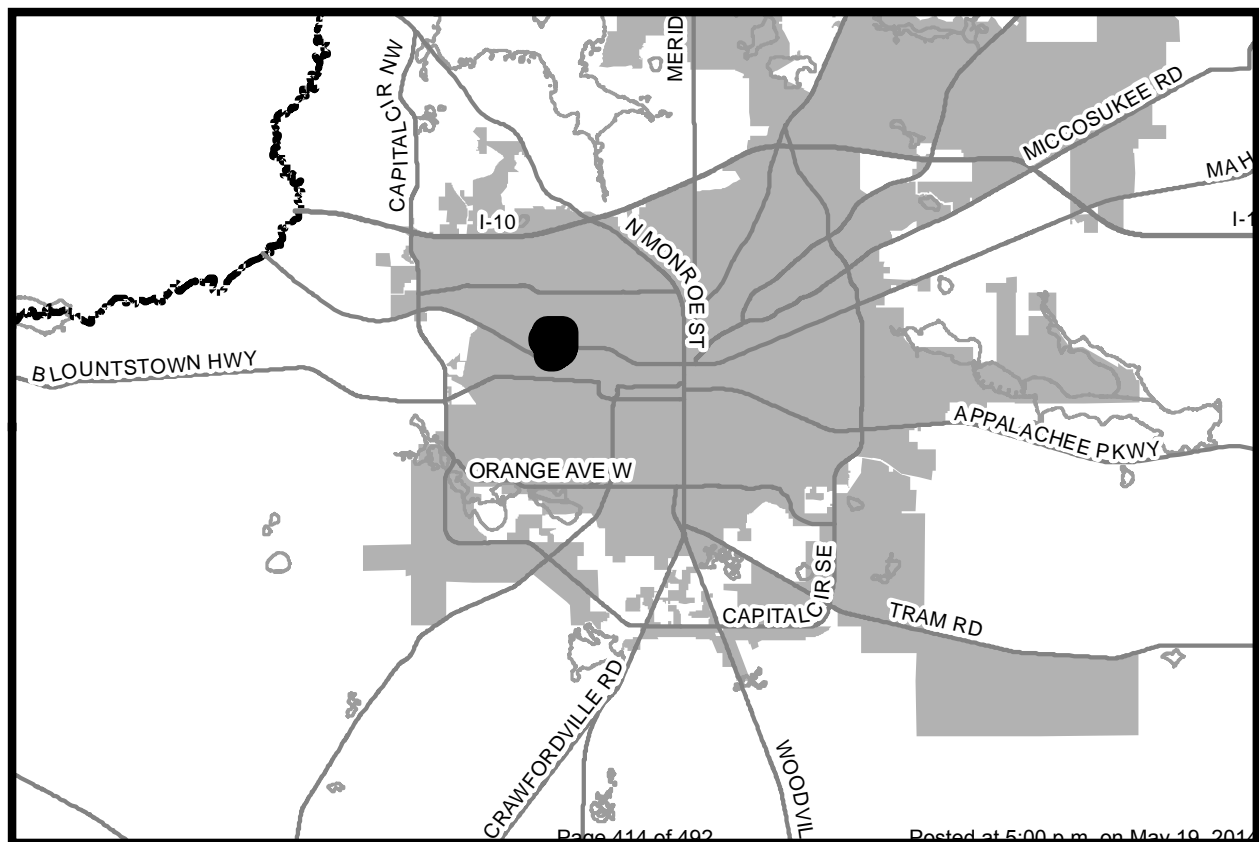 MERID
CAPITAL CIR NW
MICCOSUKEE RD
MAH
I-10
I-1
N MONROE ST
BLOUNTSTOWN HWY
APPALACHEE PKWY
ORANGE AVE W
CAPITAL CIR SE
TRAM RD
CRAWFORDVILLE RD
WOODVIL
Page 414 of 492
Posted at 5:00 p.m. on May 19, 2014